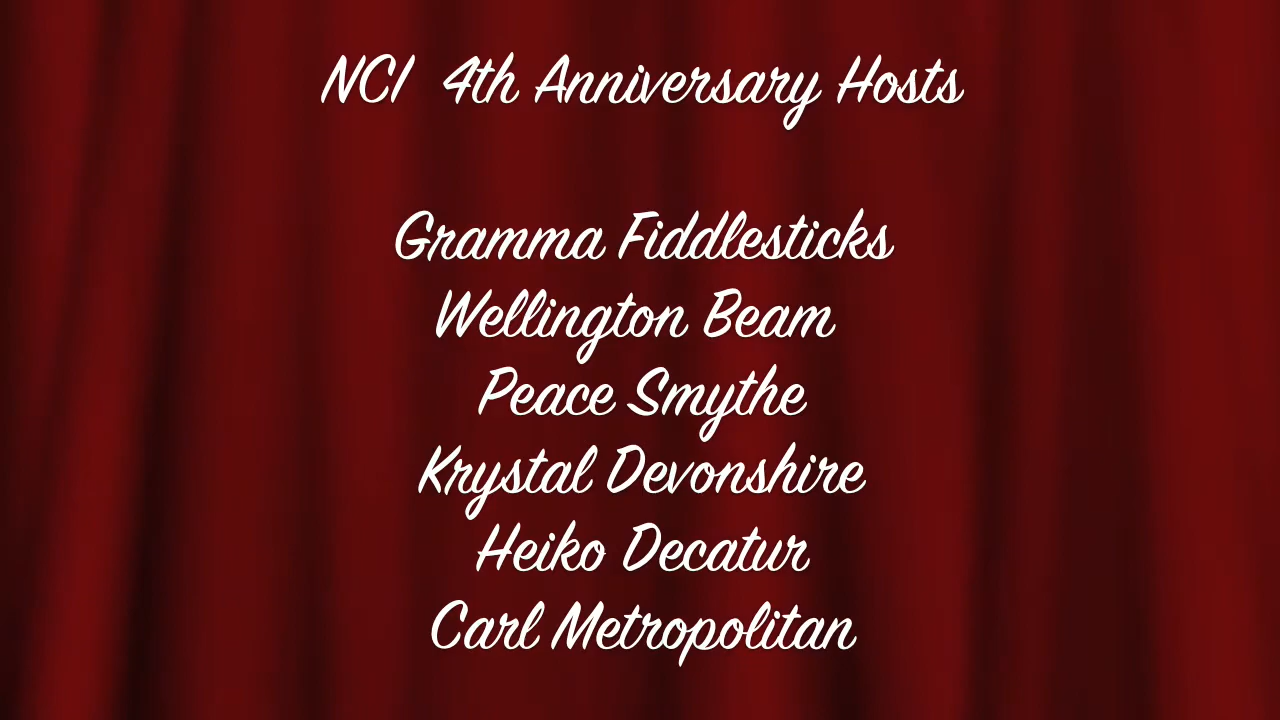 NCI 4th Anniversary Hosts
Gramma Fiddlesticks
Wellington Beam
Peace Smythe
Krystal Devonshire
Heiko Decatur
Carl Metropolitan